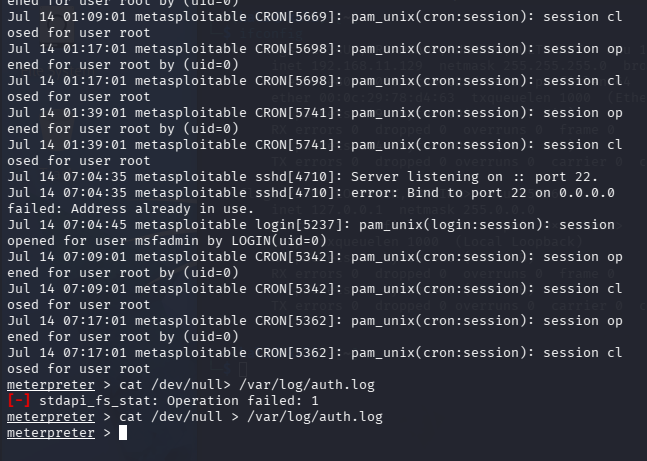 ened for user root by (uid=0)
Jul 14 01:09:01 metasploitable CRON[5669]: pam_unix(cron:session): session cl
osed for user root
Jul 14 01:17:01 metasploitable CRON[5698]: pam_unix(cron:session): session op
ened for user root by (uid=0)
Jul 14 01:17:01 metasploitable CRON[5698]: pam_unix(cron:session): session cl
osed for user root
Jul 14 01:39:01 metasploitable CRON[5741]: pam_unix(cron:session): session op
ened for user root by (uid=0)
Jul 14 01:39:01 metasploitable CRON[5741]: pam_unix(cron:session): session cl
osed for user root
Jul 14 07:04:35 metasploitable sshd[4710]: Server listening on :: port 22.
Jul 14 07:04:35 metasploitable sshd[4710]: error: Bind to port 22 on 0.0.0.0
failed: Address already in use.
Jul 14 07:04:45 metasploitable login[5237]: pam_unix(login:session): session
opened for user msfadmin by LOGIN(uid=0)
Jul 14 07:09:01 metasploitable CRON[5342]: pam_unix(cron:session): session op
ened for user root by (uid=0)
Jul 14 07:09:01 metasploitable CRON[5342]: pam_unix(cron:session): session cl
osed for user root
Jul 14 07:17:01 metasploitable CRON[5362]: pam_unix(cron:session): session op
ened for user root by (uid=0)
Jul 14 07:17:01 metasploitable CRON[5362]: pam_unix(cron:session): session cl
osed for user root
meterpreter > cat /dev/null> /var/log/auth.log
[-] stdapi_fs_stat: Operation failed: 1
meterpreter > cat /dev/null > /var/log/auth.log
meterpreter >